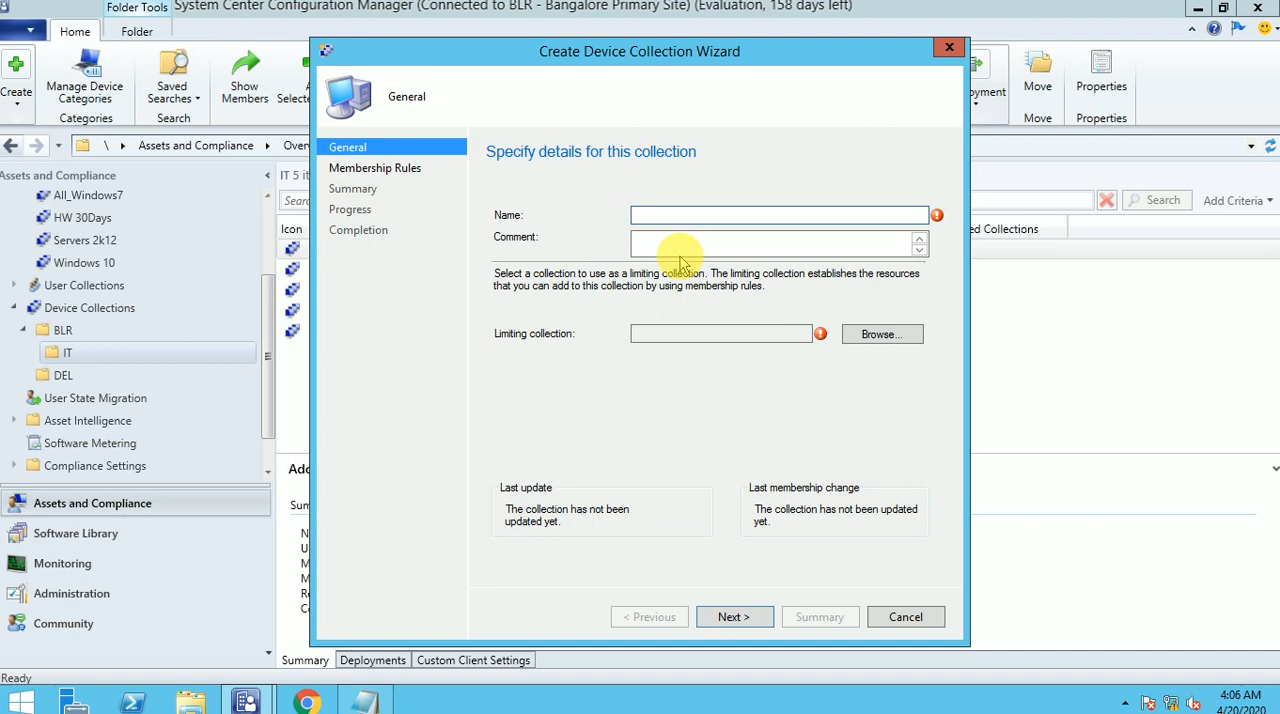 Folder Tools
System Center Configuration Manager (Connected to BLR - Bangalore Primary Site) (Evaluation, 158 days left)
Home
Folder
Create
Manage Device
Categories
Categories
Saved
Searches
Search
Show
Members
Move
Move
Properties
Properties
\
Assets and Compliance
Assets and Compliance
All_Windows7
HW 30Days
Servers 2k12
Windows 10
User Collections
Device Collections
BLR
IT
DEL
User State Migration
Asset Intelligence
Software Metering
Compliance Settings
Assets and Compliance
Software Library
Monitoring
Administration
Community
Icon
Search
Add Criteria
Create Device Collection Wizard
General
General
Membership Rules
Summary
Progress
Completion
Specify details for this collection
Name:
Comment:
Select a collection to use as a limiting collection. The limiting collection establishes the resources
that you can add to this collection by using membership rules.
Limiting collection:
Browse...
Last update
The collection has not been
updated yet.
Last membership change
The collection has not been updated
yet.
< Previous
Next >
Summary
Cancel
Summary
Deployments
Custom Client Settings
Ready
4:06 AM
4/20/2020